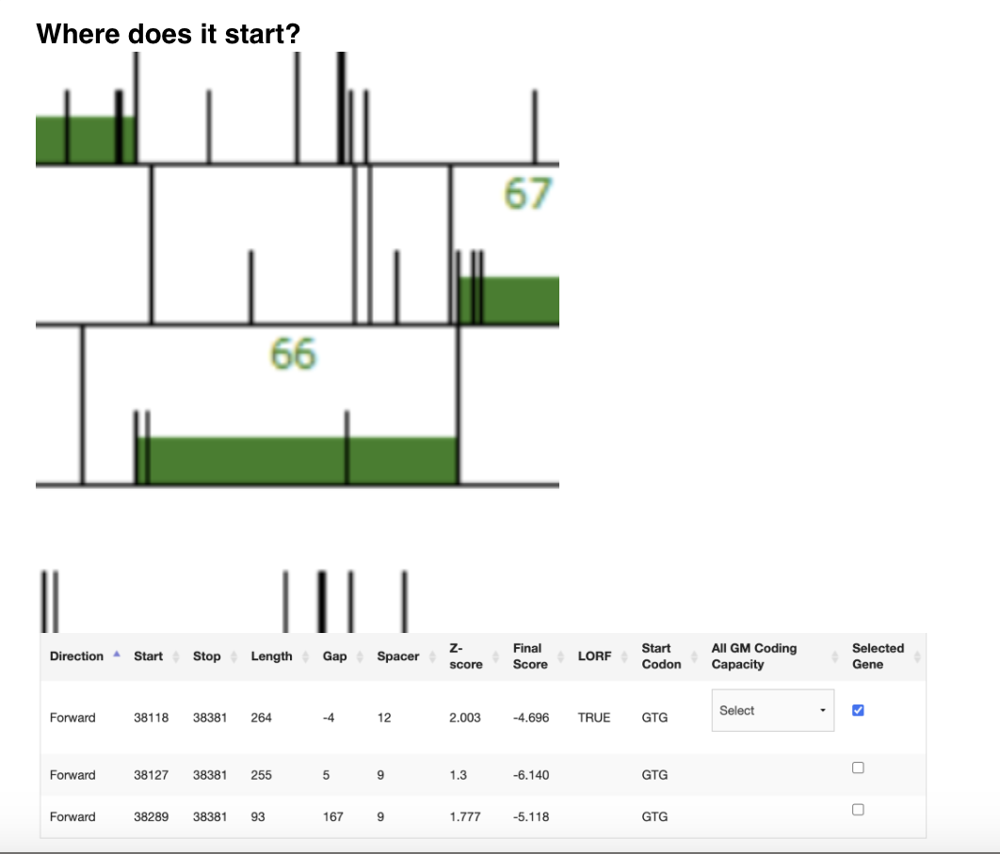 Where does it start?
67
66
Direction Start Stop Length Gap Spacer Z-score Final Score LORF Start Codon All GM Coding Capacity Selected Gene
Forward 38118 38381 264 -4 12 2.003 -4.696 TRUE GTG Select
Forward 38127 38381 255 5 9 1.3 -6.140 GTG
Forward 38289 38381 93 167 9 1.777 -5.118 GTG